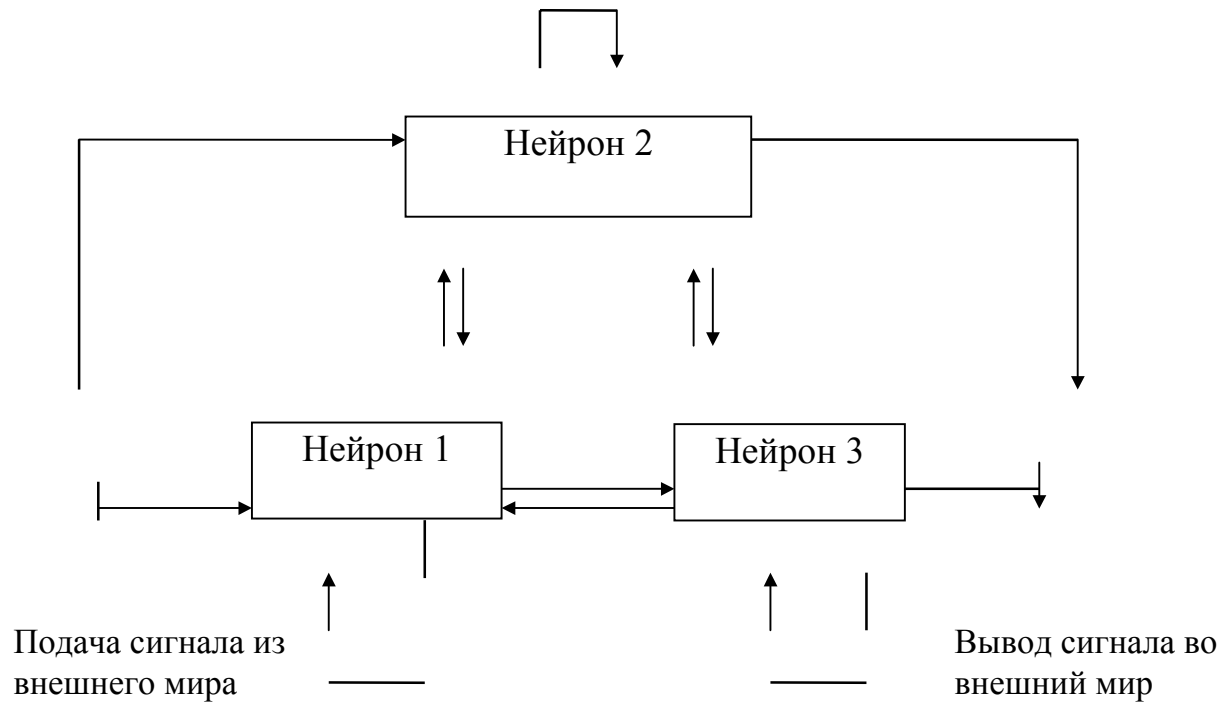 Нейрон 2
Нейрон 1
Нейрон 3
Подача сигнала из
внешнего мира
Вывод сигнала во
внешний мир